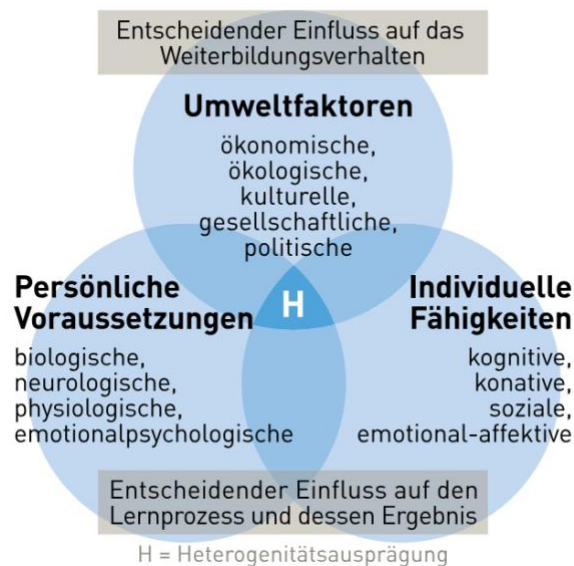 Entscheidender Einfluss auf das
Weiterbildungsverhalten
Umweltfaktoren
ökonomische,
ökologische,
kulturelle,
gesellschaftliche,
politische
Persönliche
Voraussetzungen
biologische,
neurologische,
physiologische,
emotionalpsychologische
H
Individuelle
Fähigkeiten
kognitive,
konative,
soziale,
emotional-affektive
Entscheidender Einfluss auf den
Lernprozess und dessen Ergebnis
H = Heterogenitätsausprägung